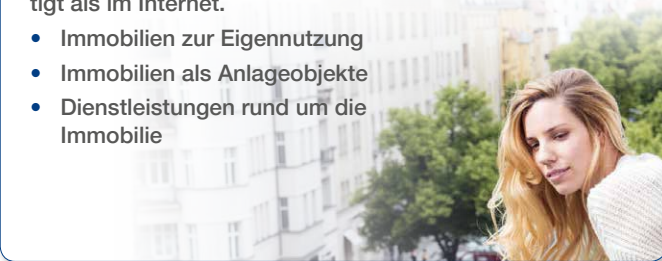 tigt als im Internet.
• Immobilien zur Eigennutzung
• Immobilien als Anlageobjekte
• Dienstleistungen rund um die
Immobilie